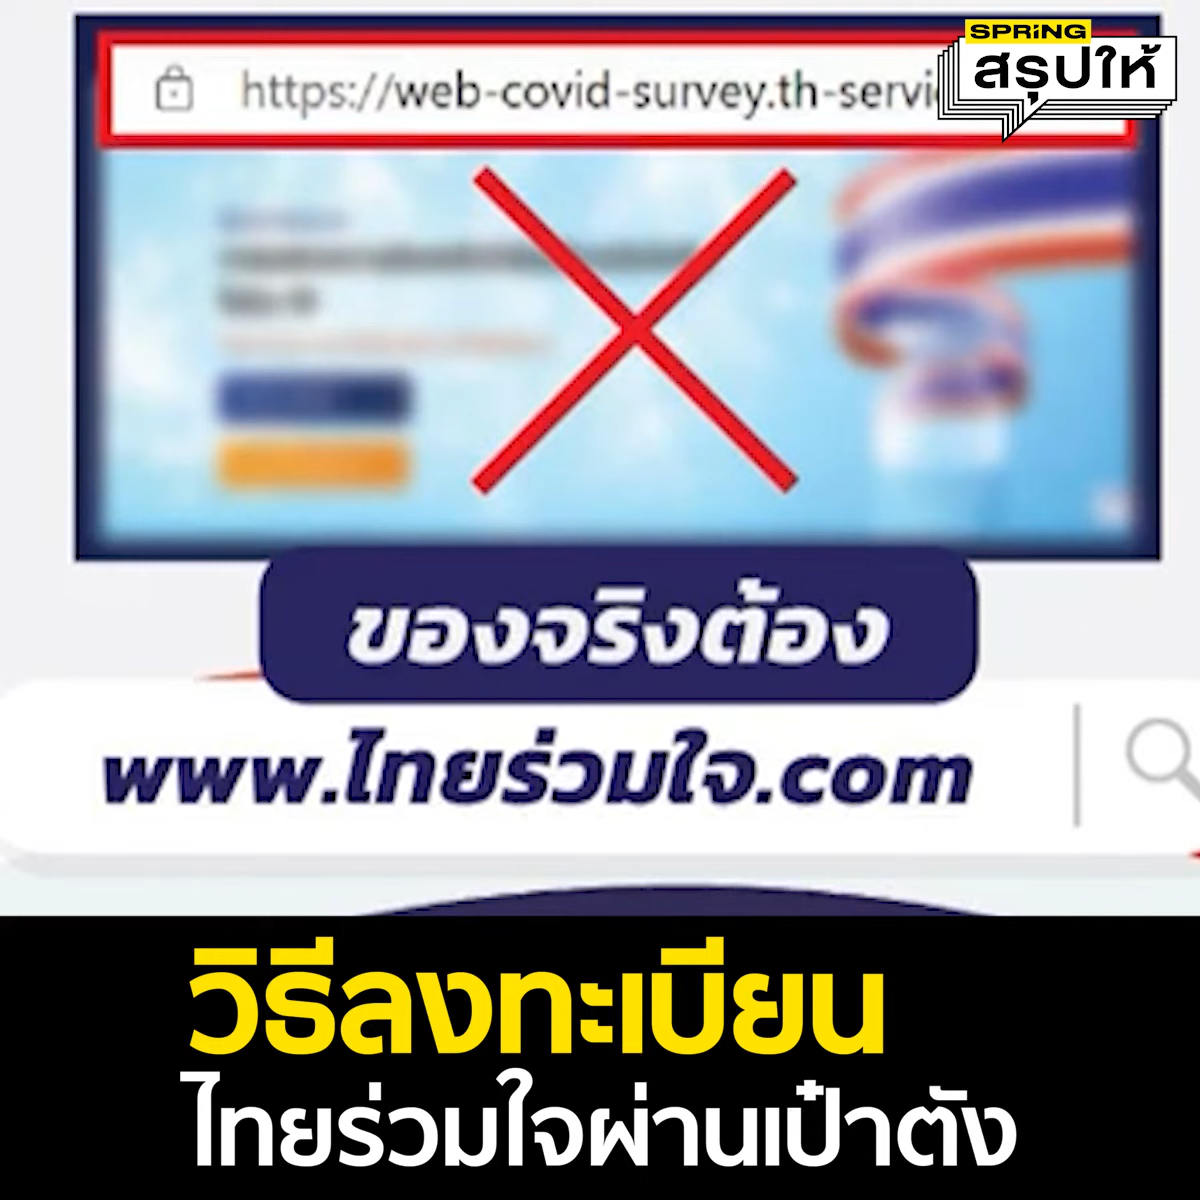 SPRiNG
สรุปให้
https://web-covid-survey.th-servi
ของจริงต้อง
www.ไทยร่วมใจ.com
วิธีลงทะเบียน
ไทยร่วมใจผ่านเป๋าตัง